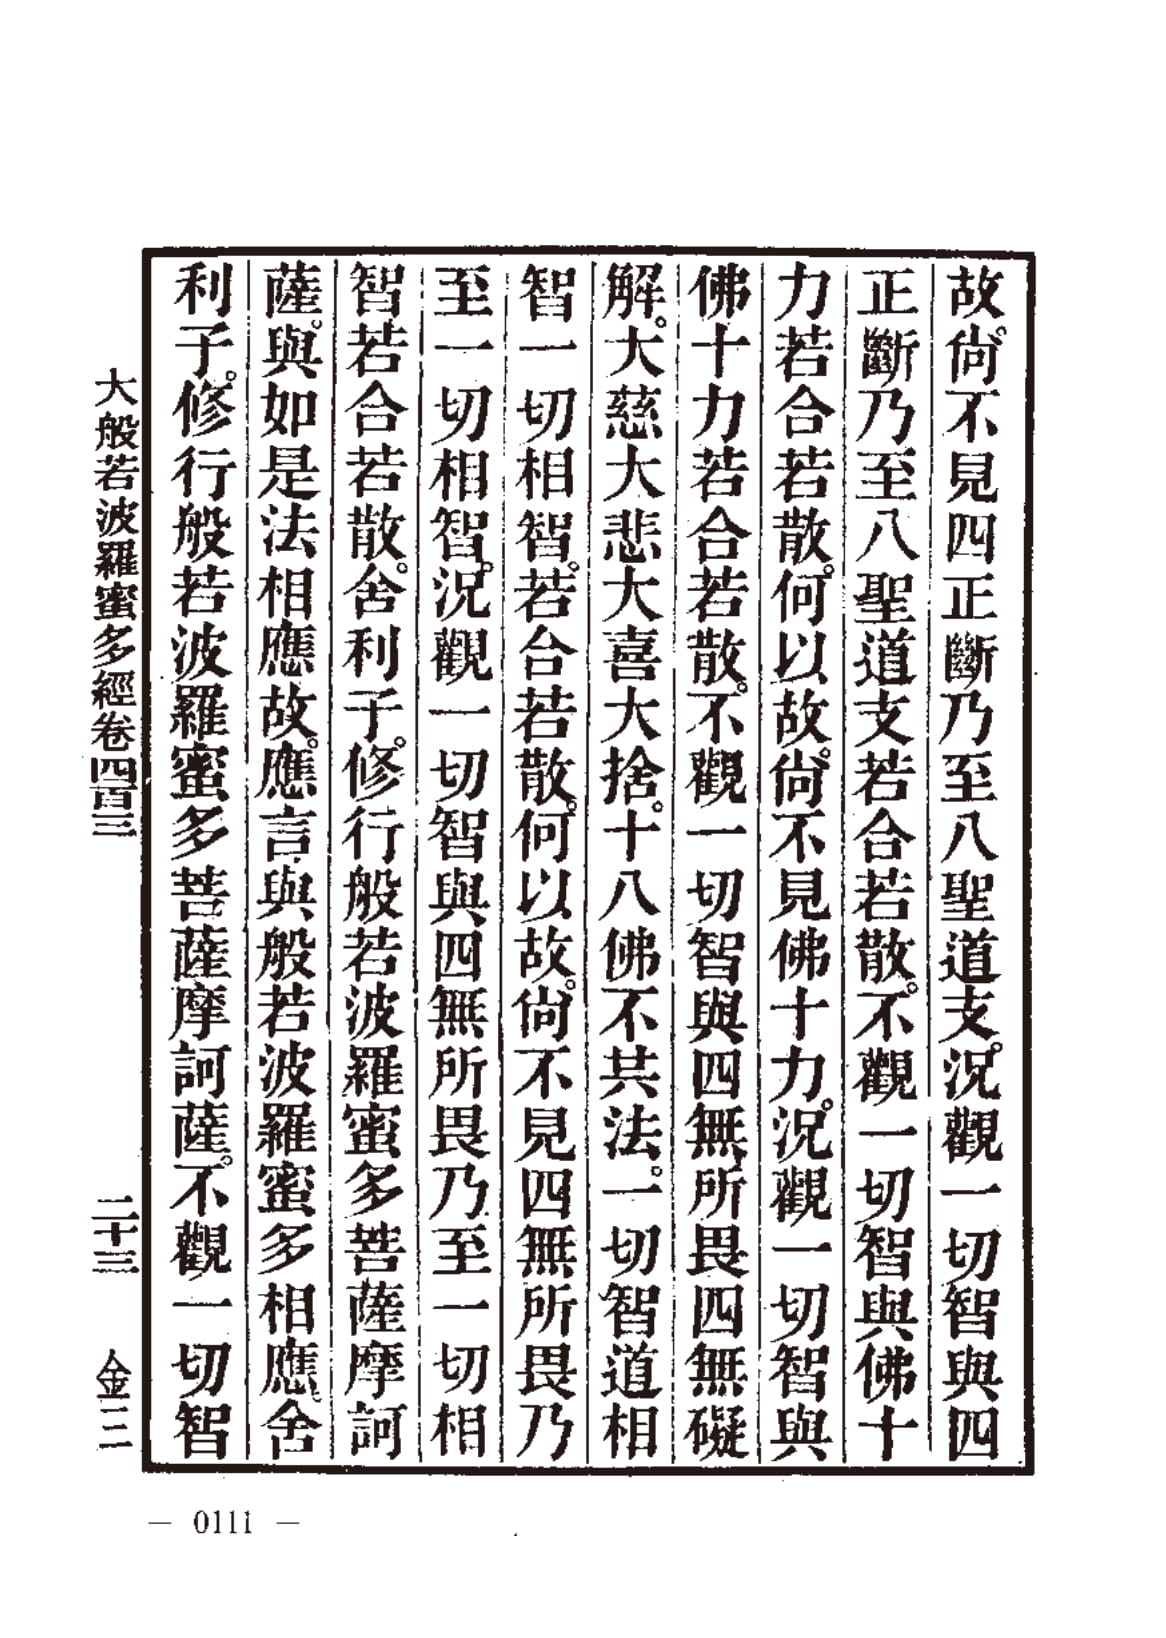 故。尙不見四正斷乃至八聖道支。況觀一切智與四
正斷乃至八聖道支若合若散。不觀一切智與佛十
力若合若散。何以故。尙不見佛十力。況觀一切智與
佛十力若合若散。不觀一切智與四無所畏四無礙
解。大慈大悲大喜大捨。十八佛不共法。一切智道相
智一切相智。若合若散。何以故。尙不見四無所畏乃
至一切相智。況觀一切智與四無所畏乃至一切相
智若合若散。舍利子。修行般若波羅蜜多菩薩摩訶
薩。與如是法相應故。應言與般若波羅蜜多相應。舍
利子。修行般若波羅蜜多菩薩摩訶薩。不觀一切智
大般若波羅蜜多經卷四百三 二十三 金三
— 0111 —